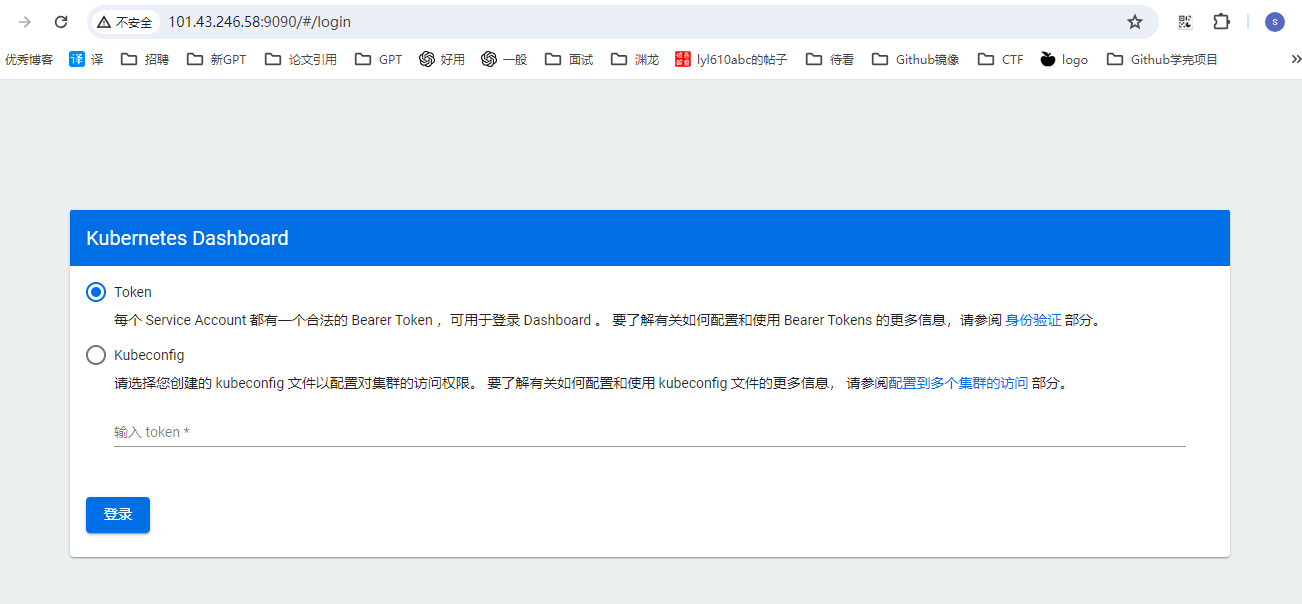 不安全 101.43.246.58:9090/#/login S
优秀博客 译 译 招聘 新GPT 论文引用 GPT 好用 一般 面试 渊龙 lyl610abc的帖子 待看 Github镜像 CTF logo Github学完项目
Kubernetes Dashboard
Token
每个 Service Account 都有一个合法的 Bearer Token ，可用于登录 Dashboard 。 要了解有关如何配置和使用 Bearer Tokens 的更多信息，请参阅 身份验证 部分。
Kubeconfig
请选择您创建的 kubeconfig 文件以配置对集群的访问权限。 要了解有关如何配置和使用 kubeconfig 文件的更多信息， 请参阅配置到多个集群的访问 部分。
输入 token *
登录